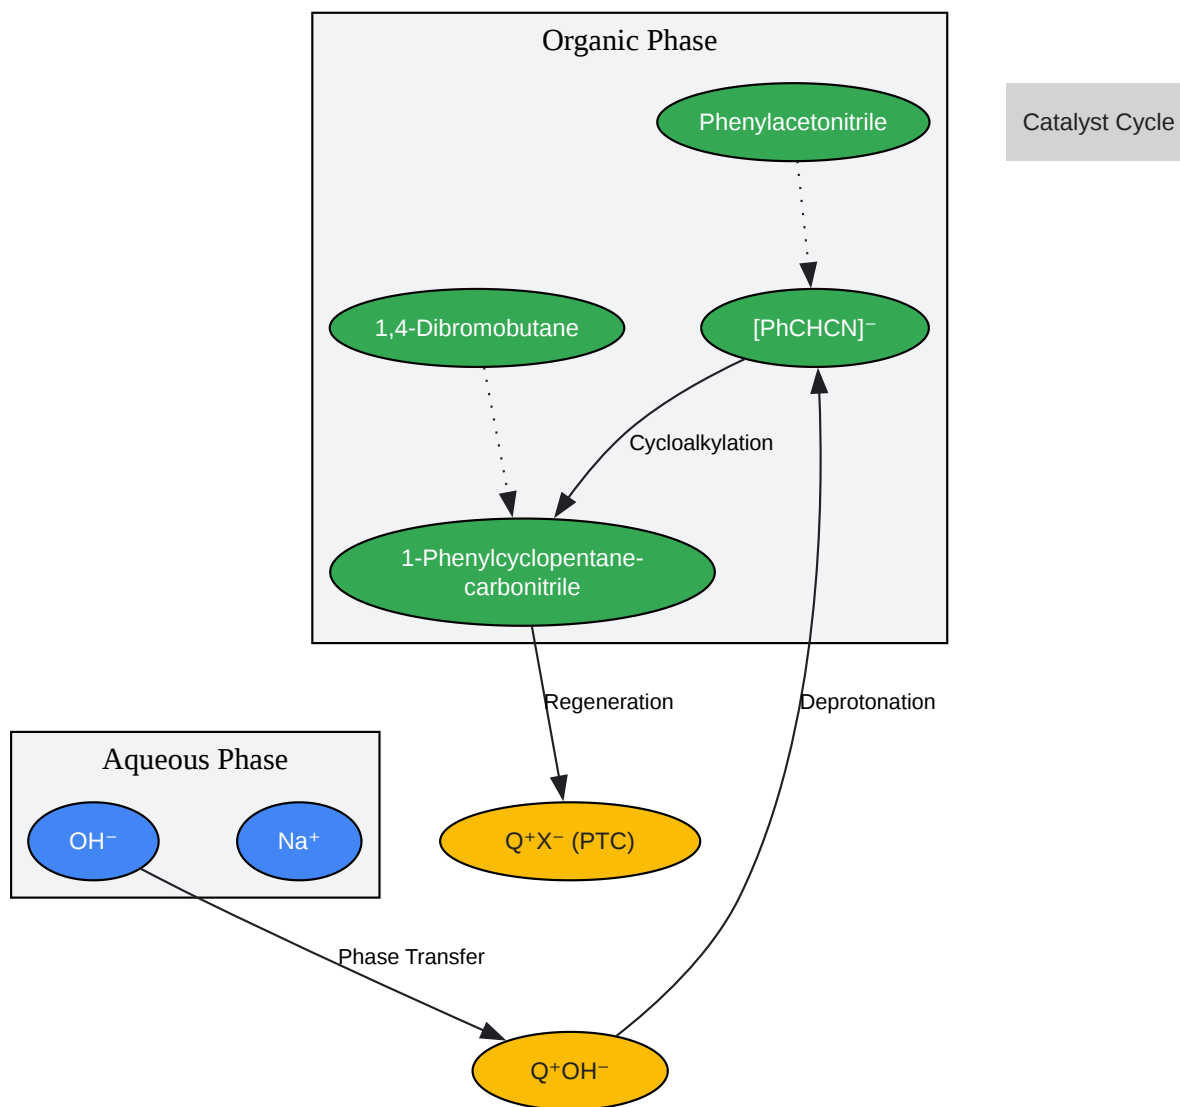 Organic Phase
Phenylacetonitrile
Catalyst Cycle
1,4-Dibromobutane
[PhCHCN]⁻
Cycloalkylation
1-Phenylcyclopentane-
carbonitrile
Regeneration
Deprotonation
Aqueous Phase
OH⁻
Na⁺
Q⁺X⁻ (PTC)
Phase Transfer
Q⁺OH⁻